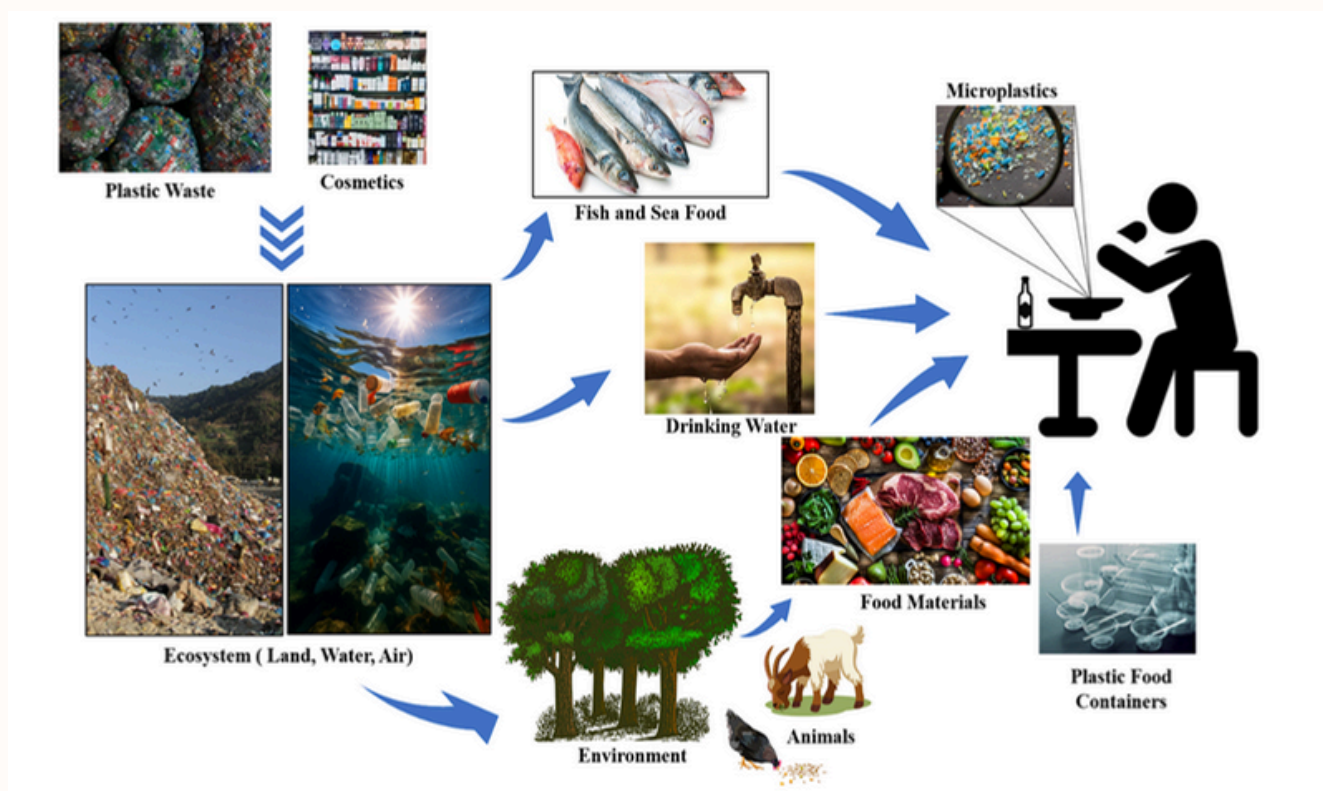 Plastic Waste
Cosmetics
Fish and Sea Food
Microplastics
Drinking Water
Ecosystem ( Land, Water, Air)
Food Materials
Plastic Food
Containers
Environment
Animals